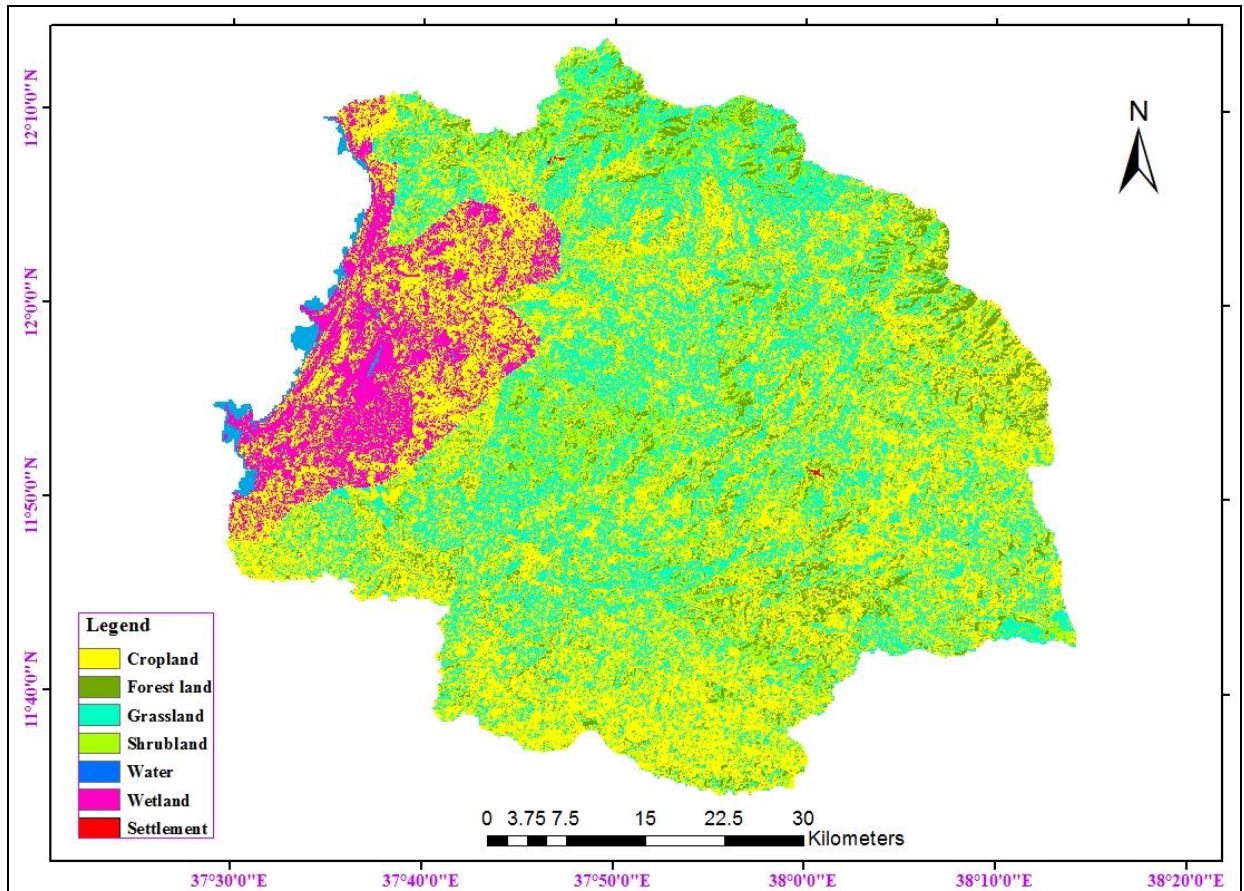 12°10'0"N
12°0'0"N
11°50'0"N
11°40'0"N
N
Legend
Cropland
Forest land
Grassland
Shrubland
Water
Wetland
Settlement
0 3.75 7.5 15 22.5 30
Kilometers
37°30'0"E 37°40'0"E 37°50'0"E 38°0'0"E 38°10'0"E 38°20'0"E